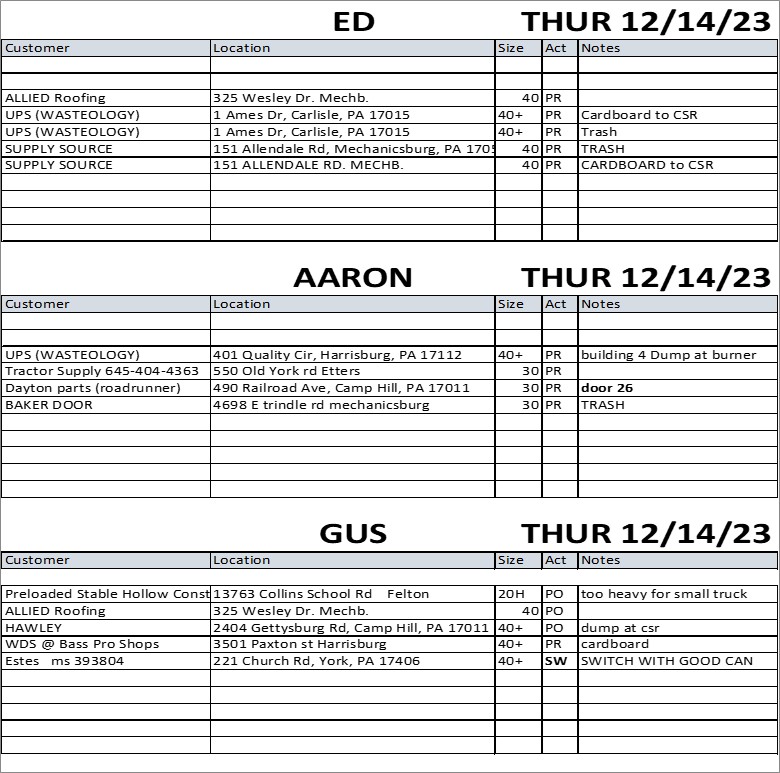 ED THUR 12/14/23
Customer Location Size Act Notes
ALLIED Roofing 325 Wesley Dr. Mechb. 40 PR
UPS (WASTEOLOGY) 1 Ames Dr, Carlisle, PA 17015 40+ PR Cardboard to CSR
UPS (WASTEOLOGY) 1 Ames Dr, Carlisle, PA 17015 40+ PR Trash
SUPPLY SOURCE 151 Allendale Rd, Mechanicsburg, PA 1705 40 PR TRASH
SUPPLY SOURCE 151 ALLENDALE RD. MECHB. 40 PR CARDBOARD to CSR
AARON THUR 12/14/23
Customer Location Size Act Notes
UPS (WASTEOLOGY) 401 Quality Cir, Harrisburg, PA 17112 40+ PR building 4 Dump at burner
Tractor Supply 645-404-4363 550 Old York rd Etters 30 PR
Dayton parts (roadrunner) 490 Railroad Ave, Camp Hill, PA 17011 30 PR door 26
BAKER DOOR 4698 E trindle rd mechanicsburg 30 PR TRASH
GUS THUR 12/14/23
Customer Location Size Act Notes
Preloaded Stable Hollow Const 13763 Collins School Rd Felton 20H PO too heavy for small truck
ALLIED Roofing 325 Wesley Dr. Mechb. 40 PO
HAWLEY 2404 Gettysburg Rd, Camp Hill, PA 17011 40+ PO dump at csr
WDS @ Bass Pro Shops 3501 Paxton st Harrisburg 40+ PR cardboard
Estes ms 393804 221 Church Rd, York, PA 17406 40+ SW SWITCH WITH GOOD CAN